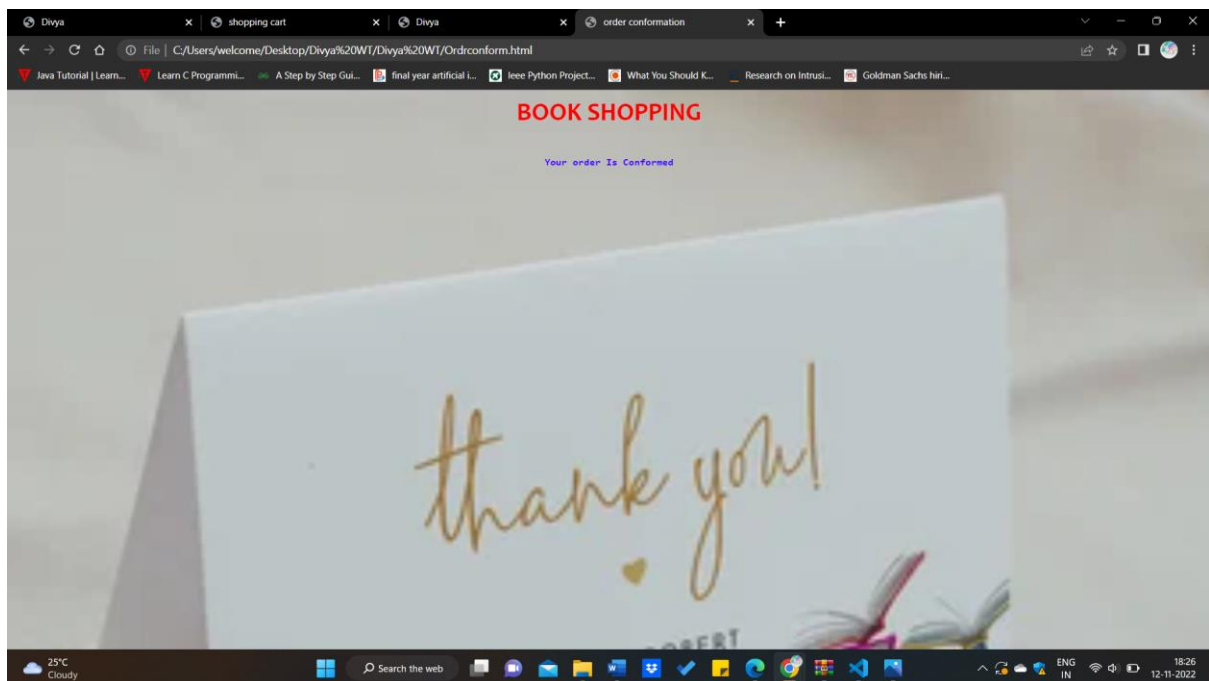 Divya
shopping cart
Divya
order conformation
File | C:/Users/welcome/Desktop/Divya%20WT/Divya%20WT/Ordrconform.html
Java Tutorial | Learn...
Learn C Programmi...
A Step by Step Gui...
final year artificial i...
Ieee Python Project...
What You Should K...
Research on Intrusi...
Goldman Sachs hiri...
BOOK SHOPPING
Your order Is Conformed
thank you!
25°C
Cloudy
Search the web
ENG
IN
18:26
12-11-2022